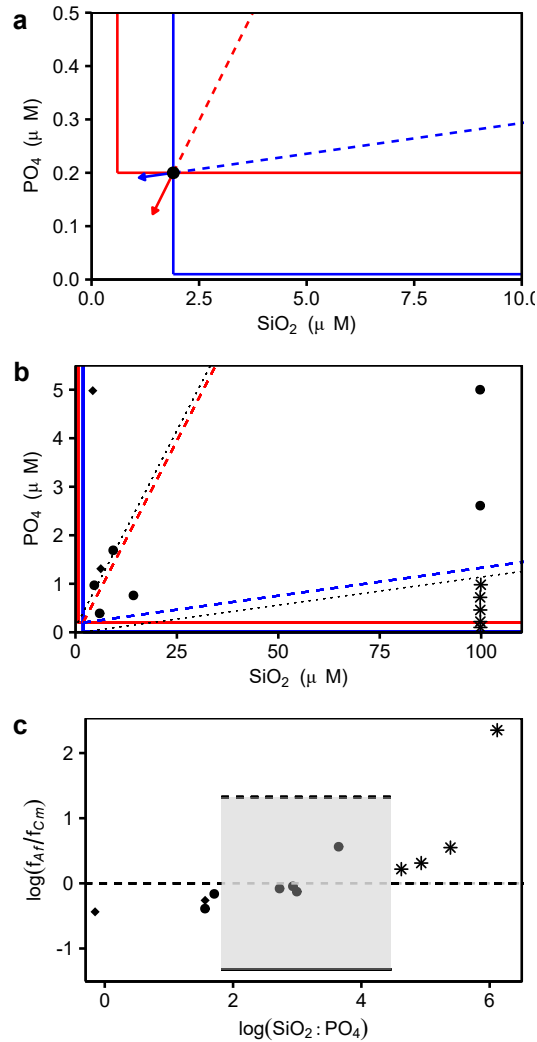 a
0.5
0.4
0.3
0.2
0.1
0.0
PO₄ (μ M)
0.0 2.5 5.0 7.5 10.0
SiO₂ (μ M)
b
5
4
3
2
1
0
PO₄ (μ M)
0 25 50 75 100
SiO₂ (μ M)
c
2
1
0
-1
log(f_Af/f_Cm)
0 2 4 6
log(SiO₂:PO₄)